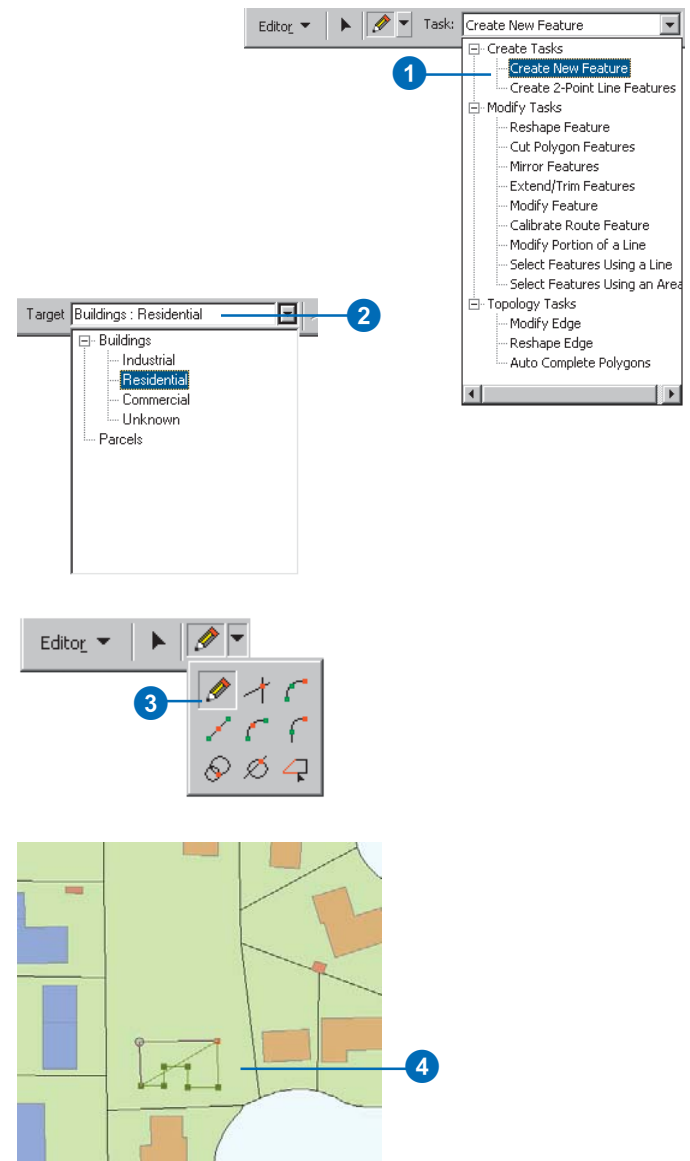 Editor Task: Create New Feature
Create Tasks
1
Create New Feature
Create 2-Point Line Features
Modify Tasks
Reshape Feature
Cut Polygon Features
Mirror Features
Extend/Trim Features
Modify Feature
Calibrate Route Feature
Modify Portion of a Line
Select Features Using a Line
Select Features Using an Area
Topology Tasks
Modify Edge
Reshape Edge
Auto Complete Polygons
Target Buildings : Residential
2
Buildings
Industrial
Residential
Commercial
Unknown
Parcels
Editor
3
4